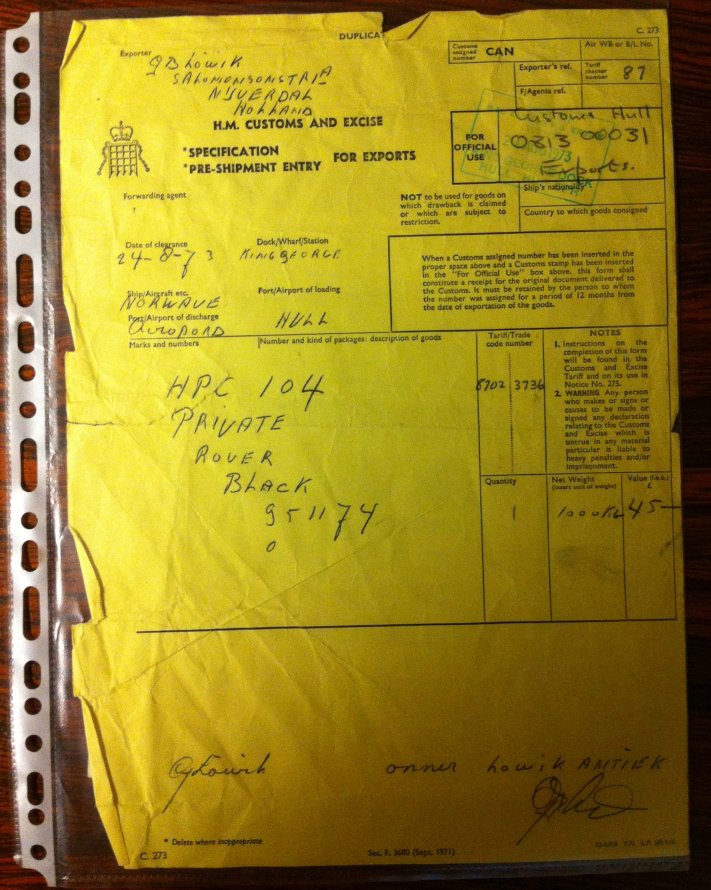 DUPLICA
C. 273
Exporter
G B Lowik
SALOMONSONSTR
NIJVERDAL
HOLLAND
Customs assigned number
CAN
Air WB or B/L No.
Exporter's ref.
Tariff chapter number
87
F/Agents ref.
H.M. CUSTOMS AND EXCISE
*SPECIFICATION
*PRE-SHIPMENT ENTRY
FOR EXPORTS
FOR OFFICIAL USE
Customs Hull
0313 00031
Exports.
Forwarding agent
NOT to be used for goods on
which drawback is claimed
or which are subject to
restriction.
Ship's nationality
Country to which goods consigned
Date of clearance
24-8-73
Dock/Wharf/Station
KING GEORGE
When a Customs assigned number has been inserted in the
proper space above and a Customs stamp has been inserted
in the "For Official Use" box above, this form shall
constitute a receipt for the original document delivered to
the Customs. It must be retained by the person to whom
the number was assigned for a period of 12 months from
the date of exportation of the goods.
Ship/Aircraft etc.
NORWAVE
Port/Airport of loading
HULL
Port/Airport of discharge
Marks and numbers
Number and kind of packages: description of goods
Tariff/Trade code number
8702 3736
NOTES
1. Instructions on the
completion of this form
will be found in the
Customs and Excise
Tariff and on its use in
Notice No. 275.
2. WARNING Any person
who makes or signs or
causes to be made or
signed any declaration
relating to the Customs
and Excise which is
untrue in any material
particular is liable to
heavy penalties and/or
imprisonment.
HPC 104
PRIVATE
ROVER
BLACK
951174
0
Quantity
1
Net Weight
(insert unit of weight)
1000KG
Value (f.o.b.)
£
45-
onner Lowik ANTIEK
* Delete where inappropriate
C. 273
Sec. F. 3680 (Sept. 1971)